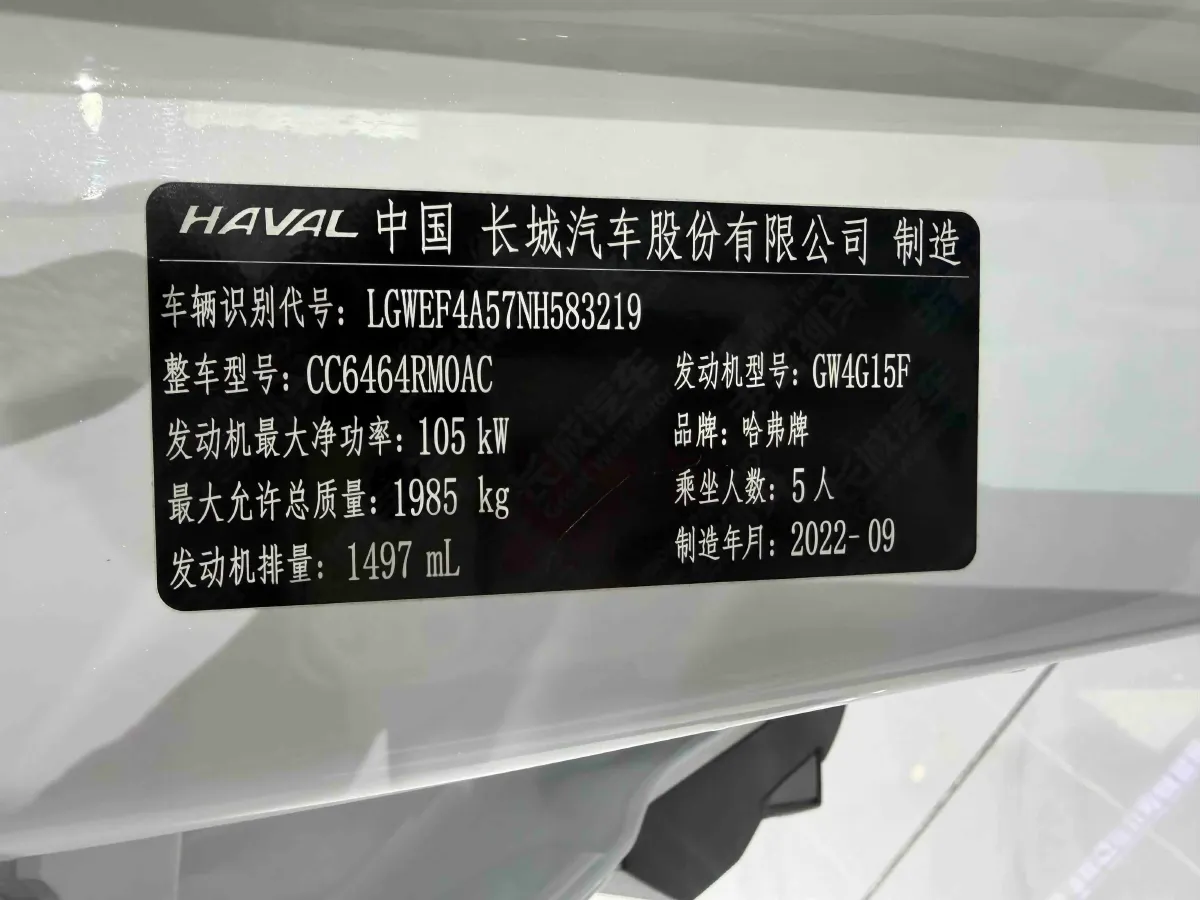 HAVAL 中国 长城汽车股份有限公司 制造
车辆识别代号：LGWEF4A57NH583219
整车型号：CC6464RM0AC 发动机型号：GW4G15F
发动机最大净功率：105 kW 品牌：哈弗牌
最大允许总质量：1985 kg 乘坐人数：5 人
发动机排量：1497 mL 制造年月：2022-09